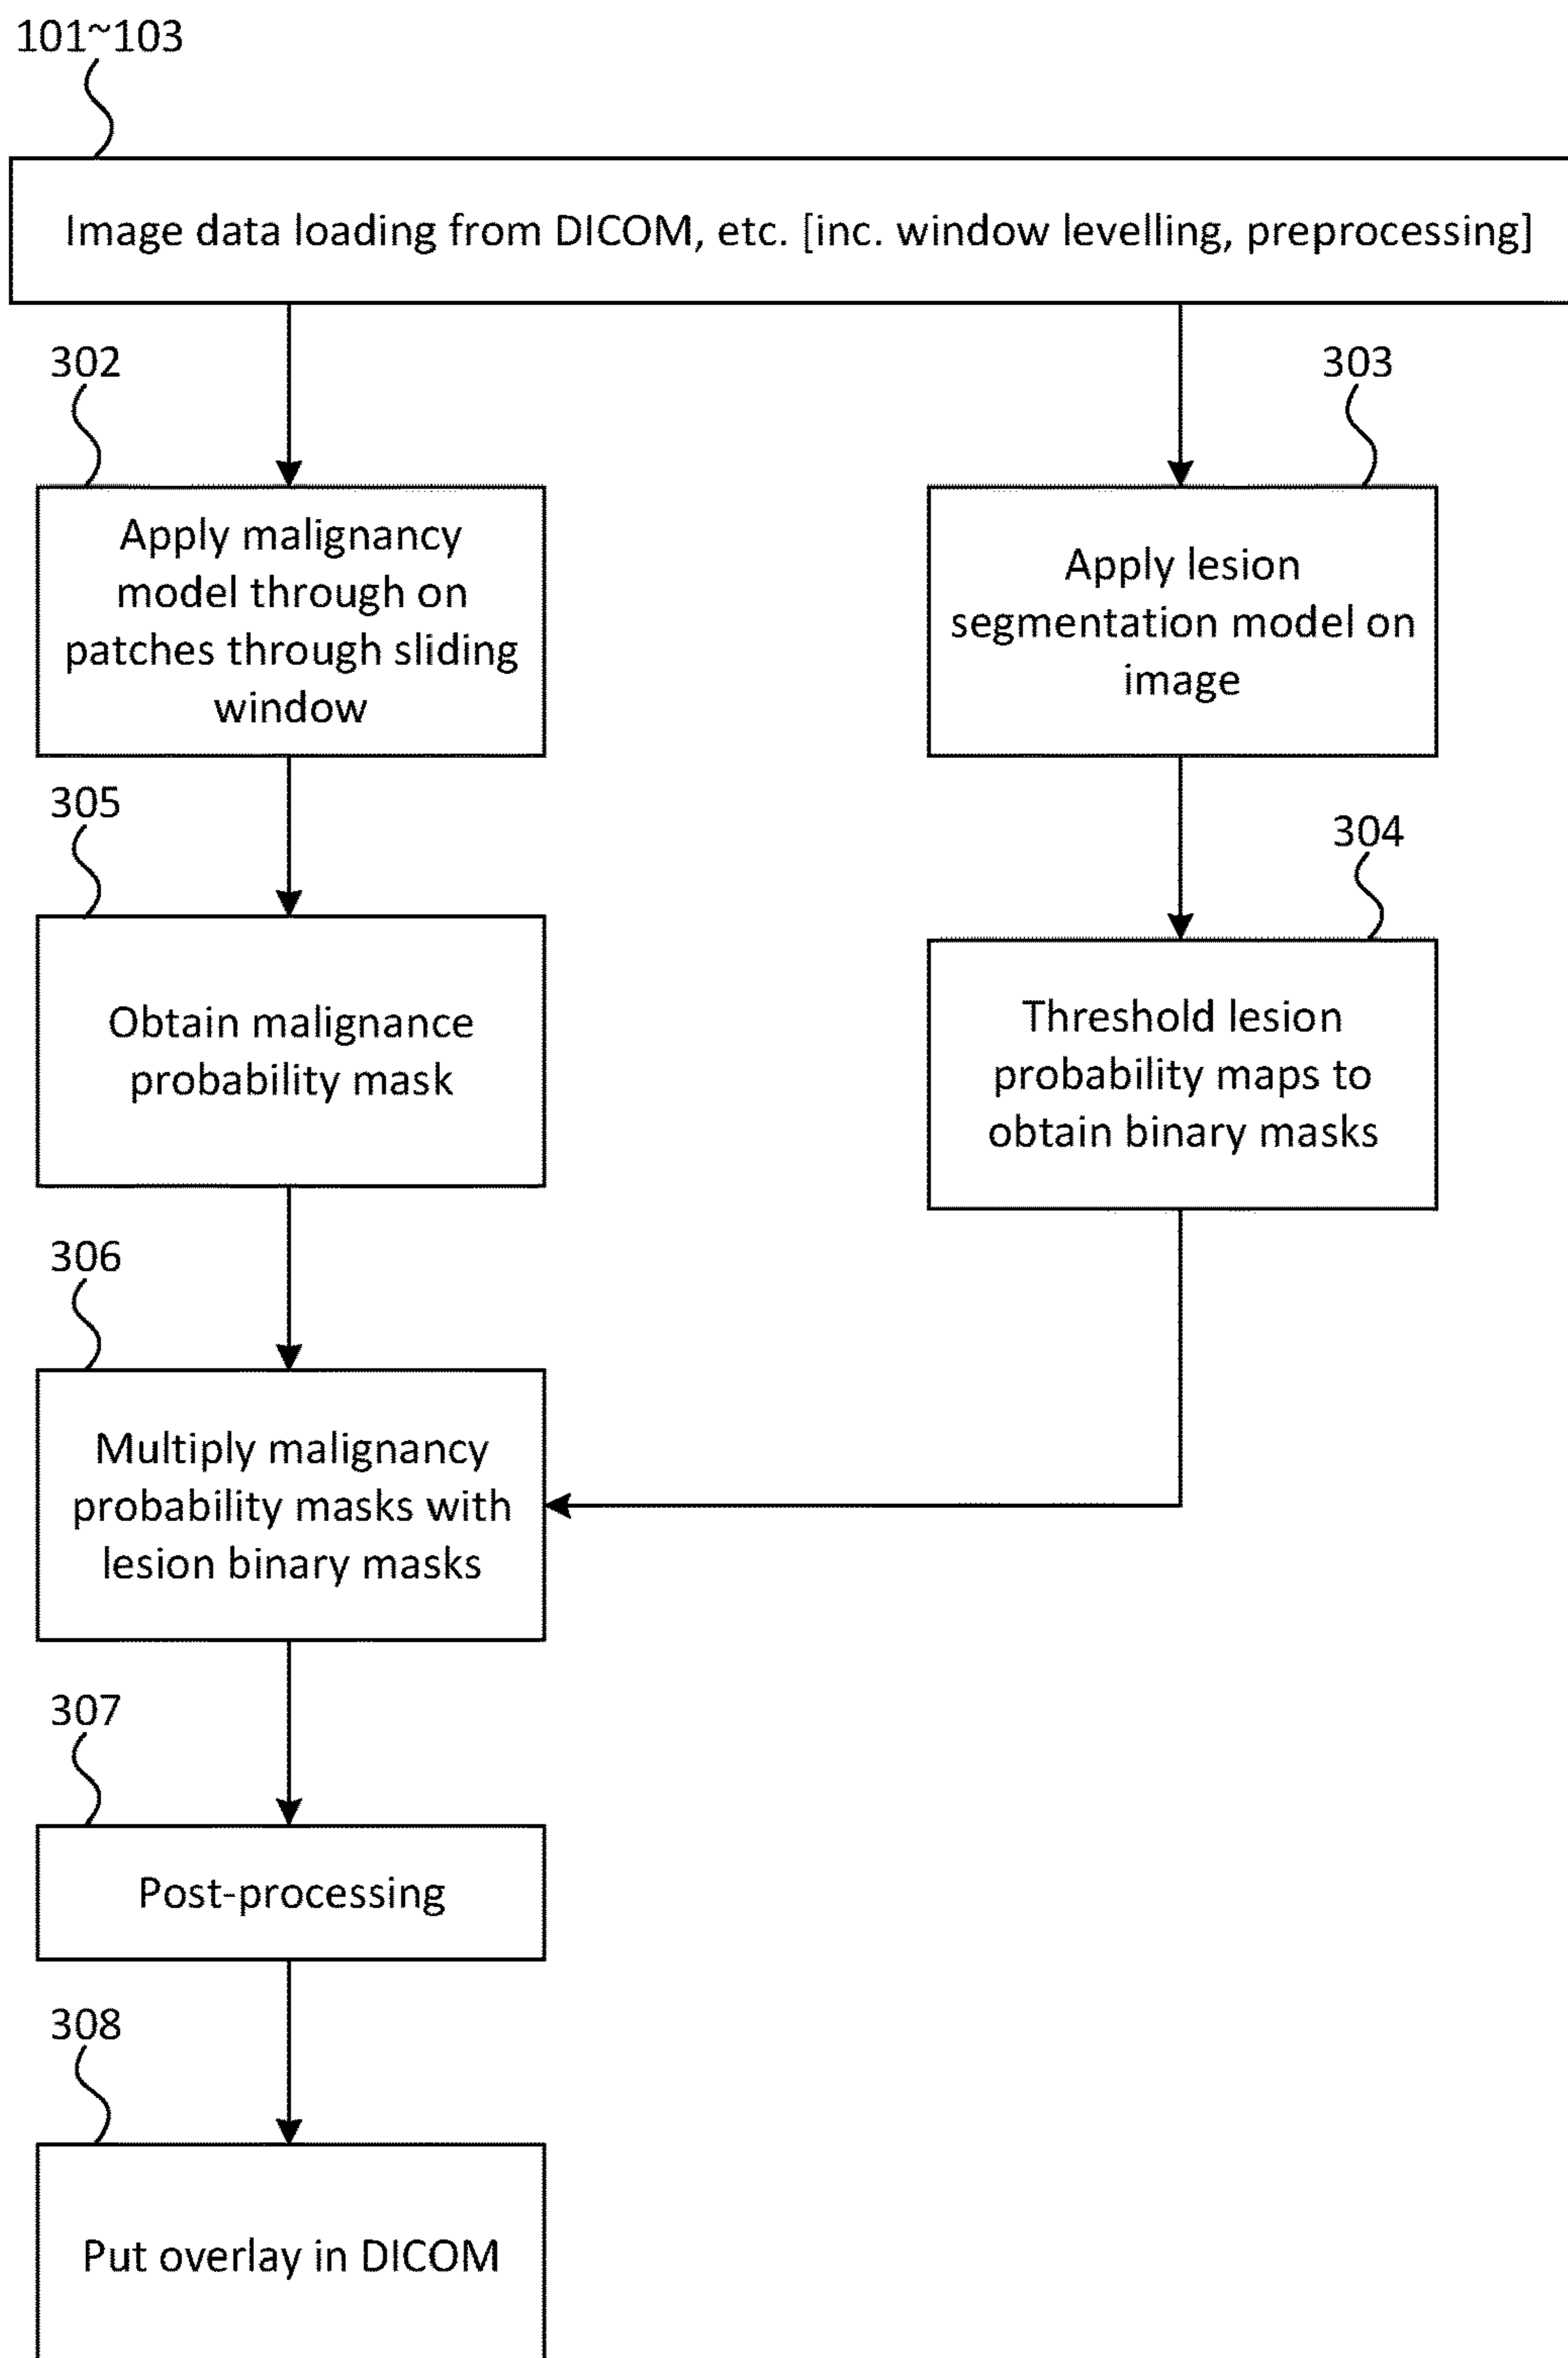 101~103
Image data loading from DICOM, etc. [inc. window levelling, preprocessing]
302
Apply malignancy
model through on
patches through sliding
window
303
Apply lesion
segmentation model on
image
305
Obtain malignance
probability mask
304
Threshold lesion
probability maps to
obtain binary masks
306
Multiply malignancy
probability masks with
lesion binary masks
307
Post-processing
308
Put overlay in DICOM